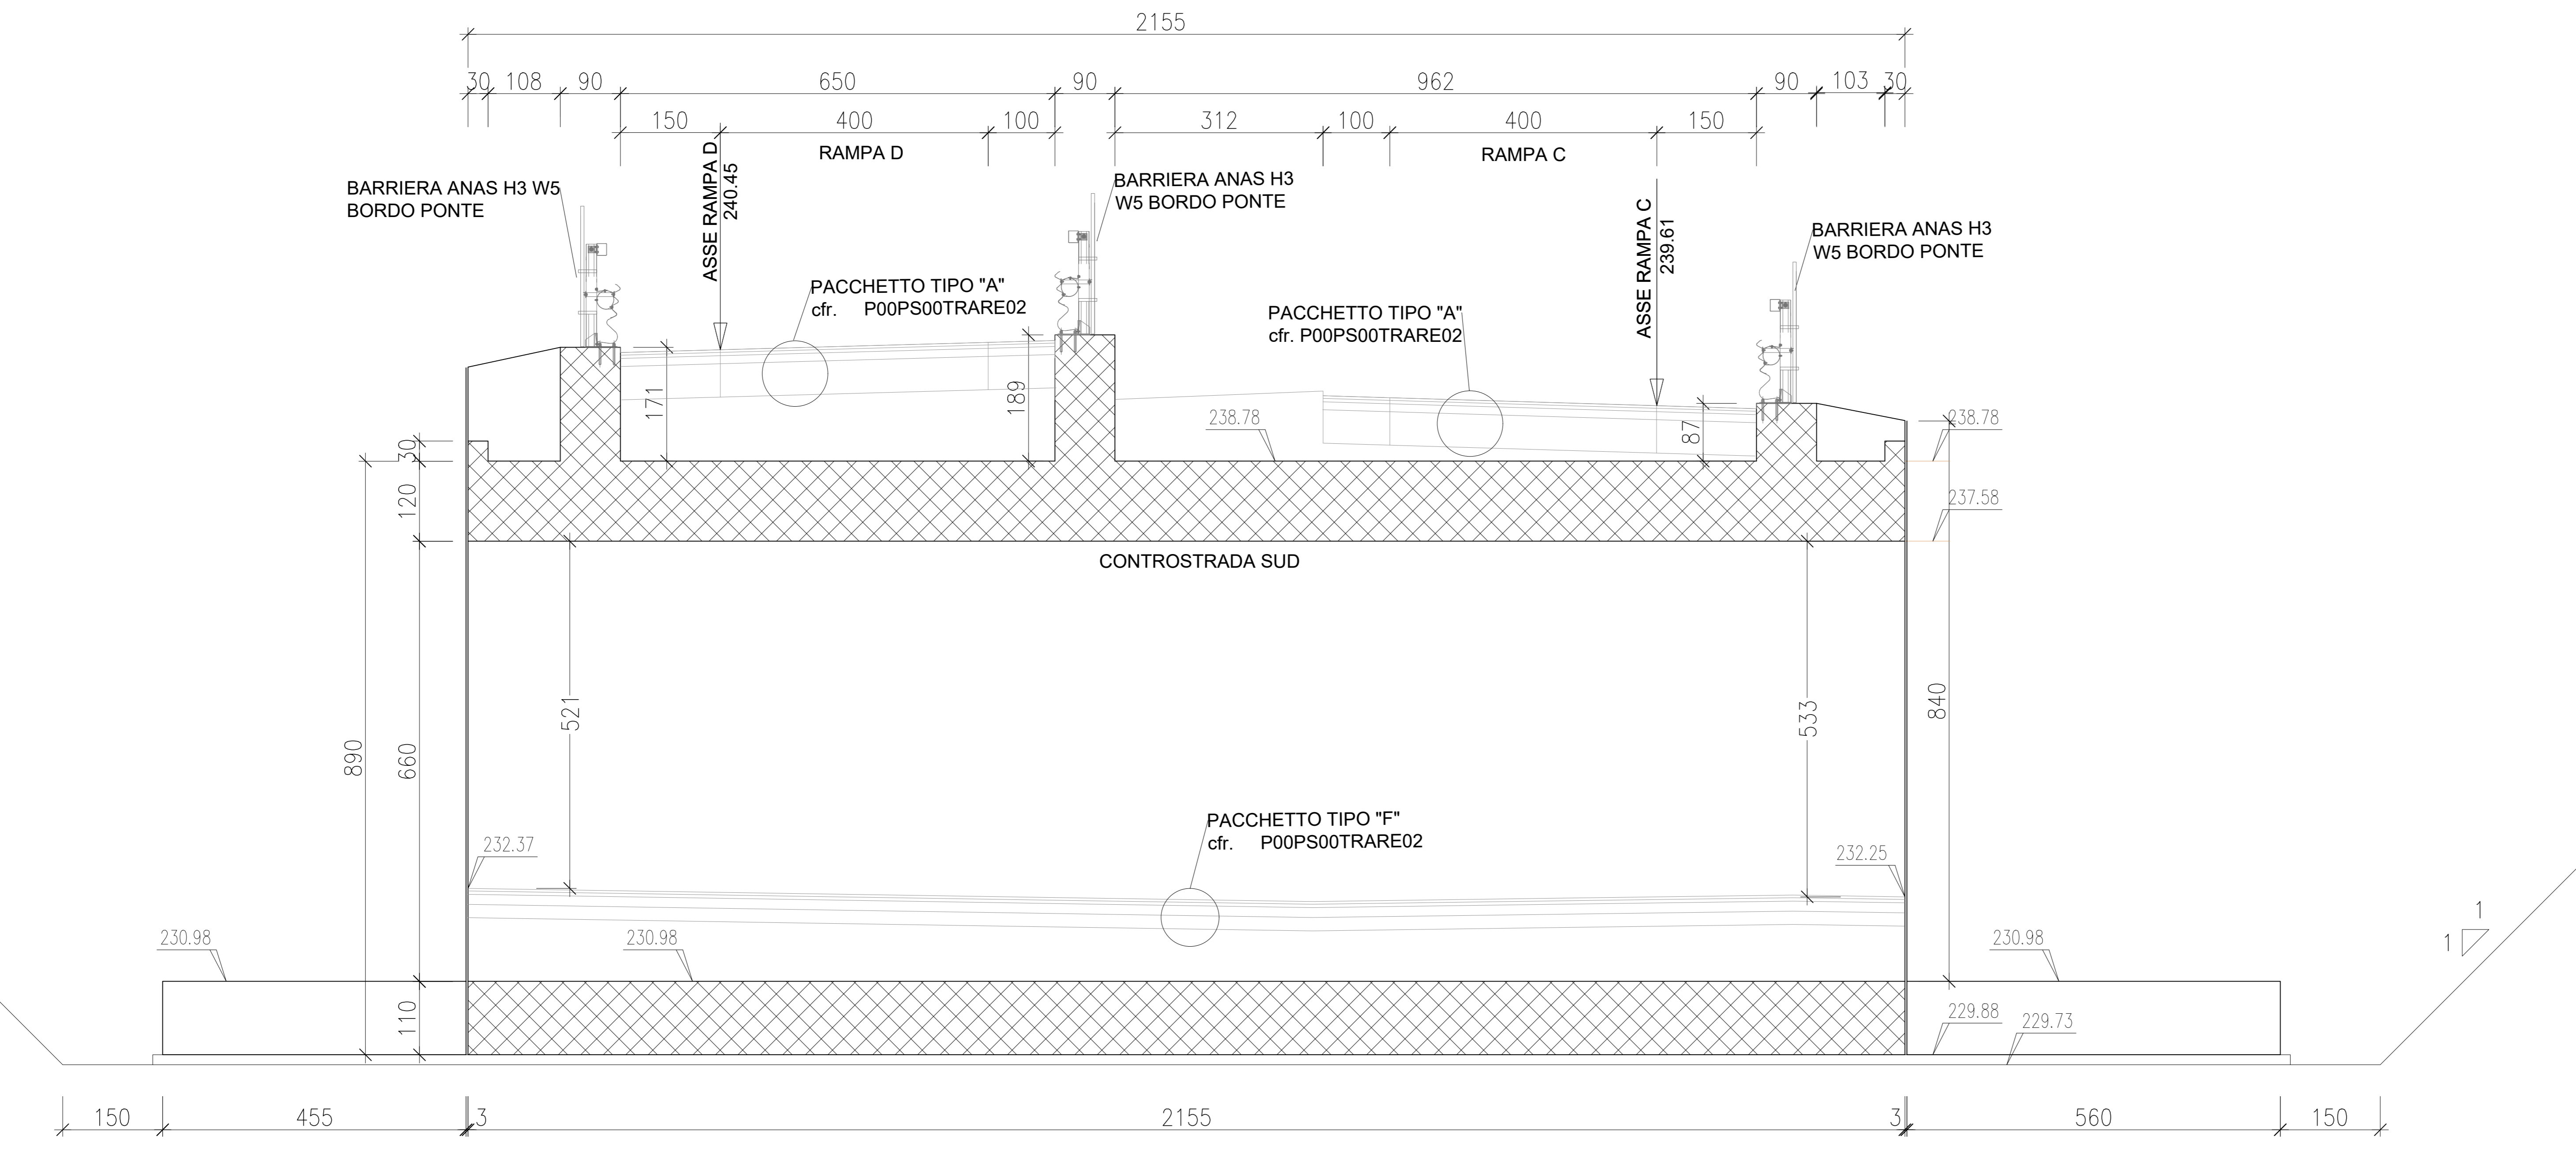 2155
30 108 90 650 90 962 90 103 30
150 400 100 312 100 400 150
RAMPA D
RAMPA C
ASSE RAMPA D
240.45
ASSE RAMPA C
239.61
BARRIERA ANAS H3 W5
BORDO PONTE
BARRIERA ANAS H3
W5 BORDO PONTE
BARRIERA ANAS H3
W5 BORDO PONTE
PACCHETTO TIPO "A"
cfr. P00PS00TRARE02
PACCHETTO TIPO "A"
cfr. P00PS00TRARE02
171
189
87
238.78
238.78
237.58
30
120
660
110
890
CONTROSTRADA SUD
521
533
840
PACCHETTO TIPO "F"
cfr. P00PS00TRARE02
232.37
232.25
230.98
230.98
230.98
229.88
229.73
1
1
150 455 3 2155 3 560 150